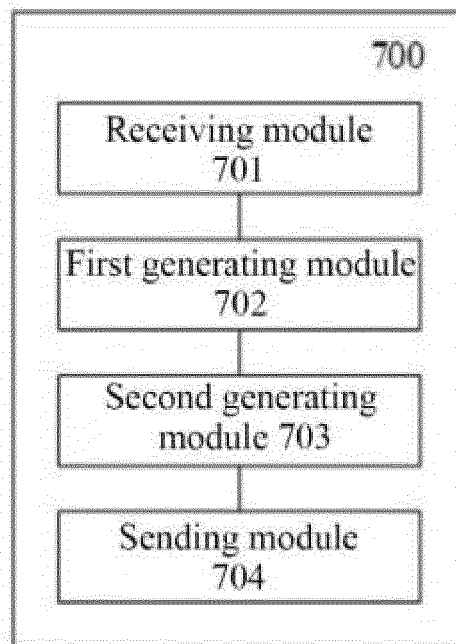 700
Receiving module
701
First generating module
702
Second generating
module 703
Sending module
704